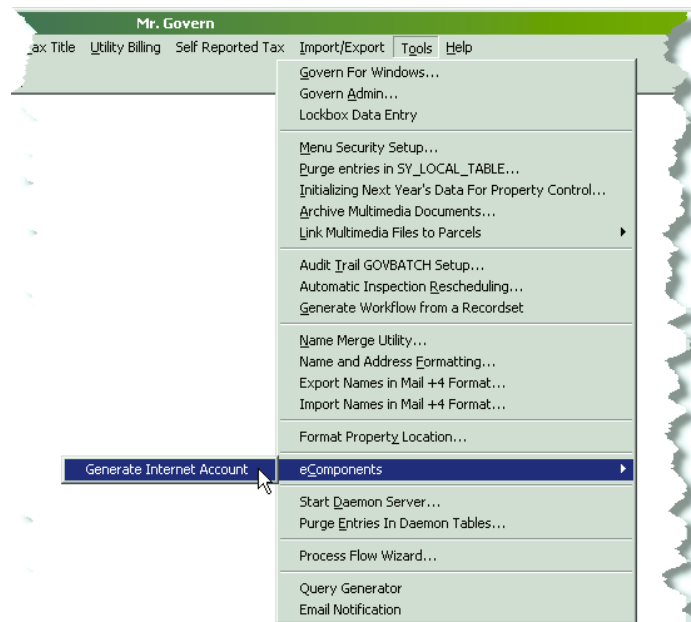 Mr. Govern
ax Title Utility Billing Self Reported Tax Import/Export Tools Help
Govern For Windows...
Govern Admin...
Lockbox Data Entry
Menu Security Setup...
Purge entries in SY_LOCAL_TABLE...
Initializing Next Year's Data For Property Control...
Archive Multimedia Documents...
Link Multimedia Files to Parcels
Audit Trail GOVBATCH Setup...
Automatic Inspection Rescheduling...
Generate Workflow from a Recordset
Name Merge Utility...
Name and Address Formatting...
Export Names in Mail +4 Format...
Import Names in Mail +4 Format...
Format Property Location...
Generate Internet Account eComponents
Start Daemon Server...
Purge Entries In Daemon Tables...
Process Flow Wizard...
Query Generator
Email Notification